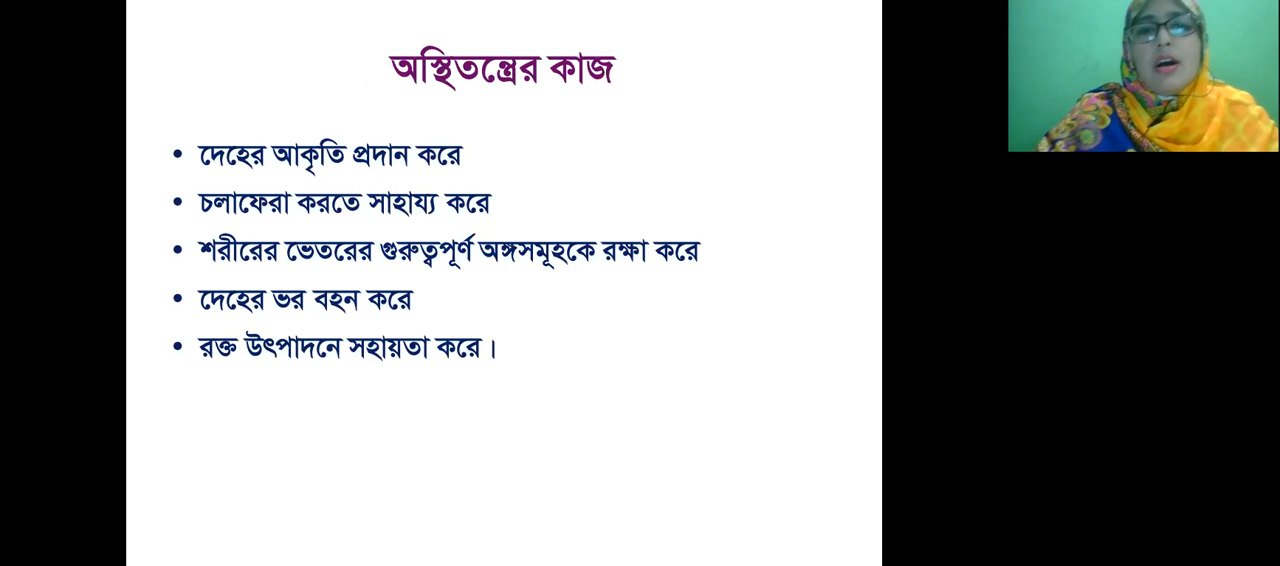 অস্থিতন্ত্রের কাজ
• দেহের আকৃতি প্রদান করে
• চলাফেরা করতে সাহায্য করে
• শরীরের ভেতরের গুরুত্বপূর্ণ অঙ্গসমূহকে রক্ষা করে
• দেহের ভর বহন করে
• রক্ত উৎপাদনে সহায়তা করে।